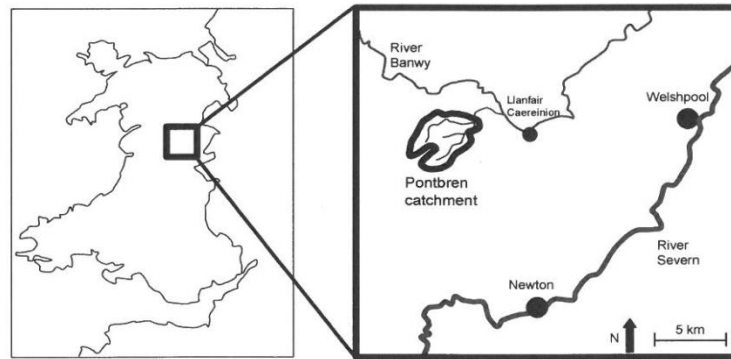 River
Banwy
Llanfair
Caereinion
Welshpool
Pontbren
catchment
River
Severn
Newton
N
5 km